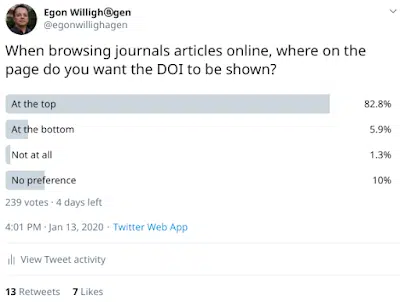 Egon Willighⓐgen
@egonwillighagen
When browsing journals articles online, where on the
page do you want the DOI to be shown?
At the top 82.8%
At the bottom 5.9%
Not at all 1.3%
No preference 10%
239 votes · 4 days left
4:01 PM · Jan 13, 2020 · Twitter Web App
View Tweet activity
13 Retweets 7 Likes